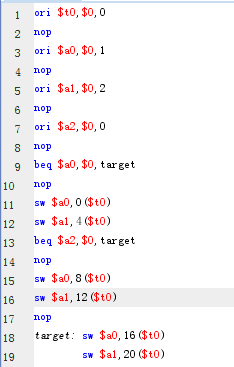 1 ori $t0,$0,0
2 nop
3 ori $a0,$0,1
4 nop
5 ori $a1,$0,2
6 nop
7 ori $a2,$0,0
8 nop
9 beq $a0,$0,target
10 nop
11 sw $a0,0($t0)
12 sw $a1,4($t0)
13 beq $a2,$0,target
14 nop
15 sw $a0,8($t0)
16 sw $a1,12($t0)
17 nop
18 target: sw $a0,16($t0)
19 sw $a1,20($t0)